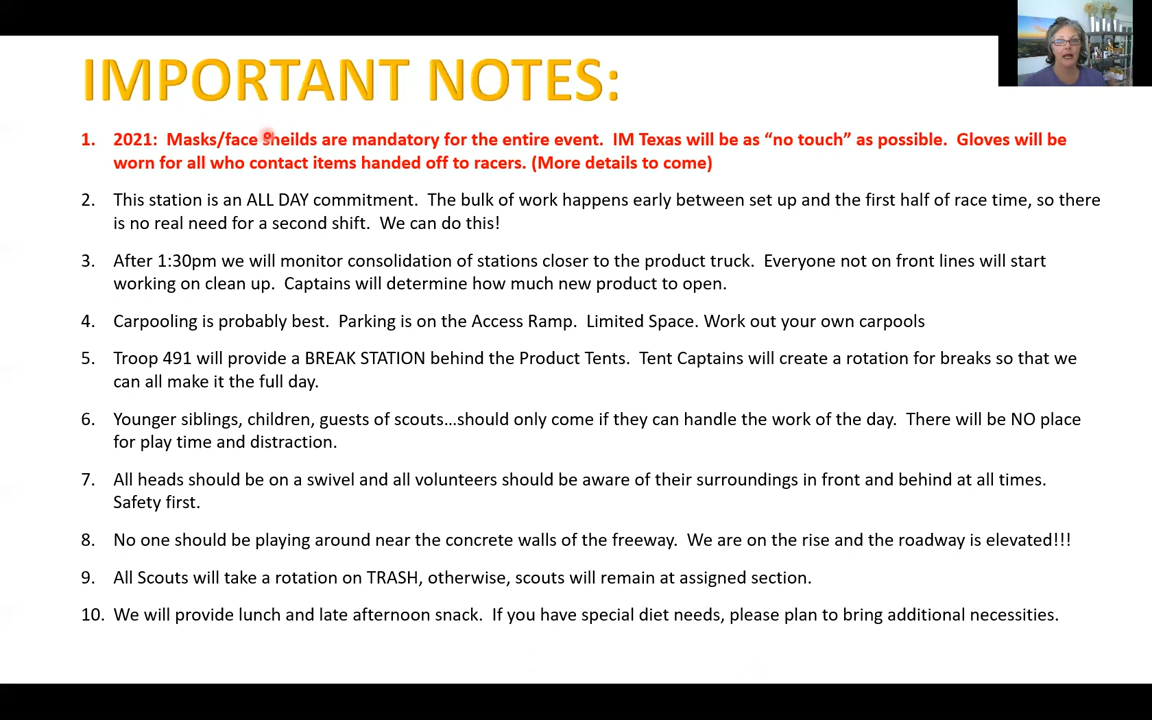 IMPORTANT NOTES:
1. 2021: Masks/face Sheilds are mandatory for the entire event. IM Texas will be as “no touch” as possible. Gloves will be
worn for all who contact items handed off to racers. (More details to come)
2. This station is an ALL DAY commitment. The bulk of work happens early between set up and the first half of race time, so there
is no real need for a second shift. We can do this!
3. After 1:30pm we will monitor consolidation of stations closer to the product truck. Everyone not on front lines will start
working on clean up. Captains will determine how much new product to open.
4. Carpooling is probably best. Parking is on the Access Ramp. Limited Space. Work out your own carpools
5. Troop 491 will provide a BREAK STATION behind the Product Tents. Tent Captains will create a rotation for breaks so that we
can all make it the full day.
6. Younger siblings, children, guests of scouts…should only come if they can handle the work of the day. There will be NO place
for play time and distraction.
7. All heads should be on a swivel and all volunteers should be aware of their surroundings in front and behind at all times.
Safety first.
8. No one should be playing around near the concrete walls of the freeway. We are on the rise and the roadway is elevated!!!
9. All Scouts will take a rotation on TRASH, otherwise, scouts will remain at assigned section.
10. We will provide lunch and late afternoon snack. If you have special diet needs, please plan to bring additional necessities.